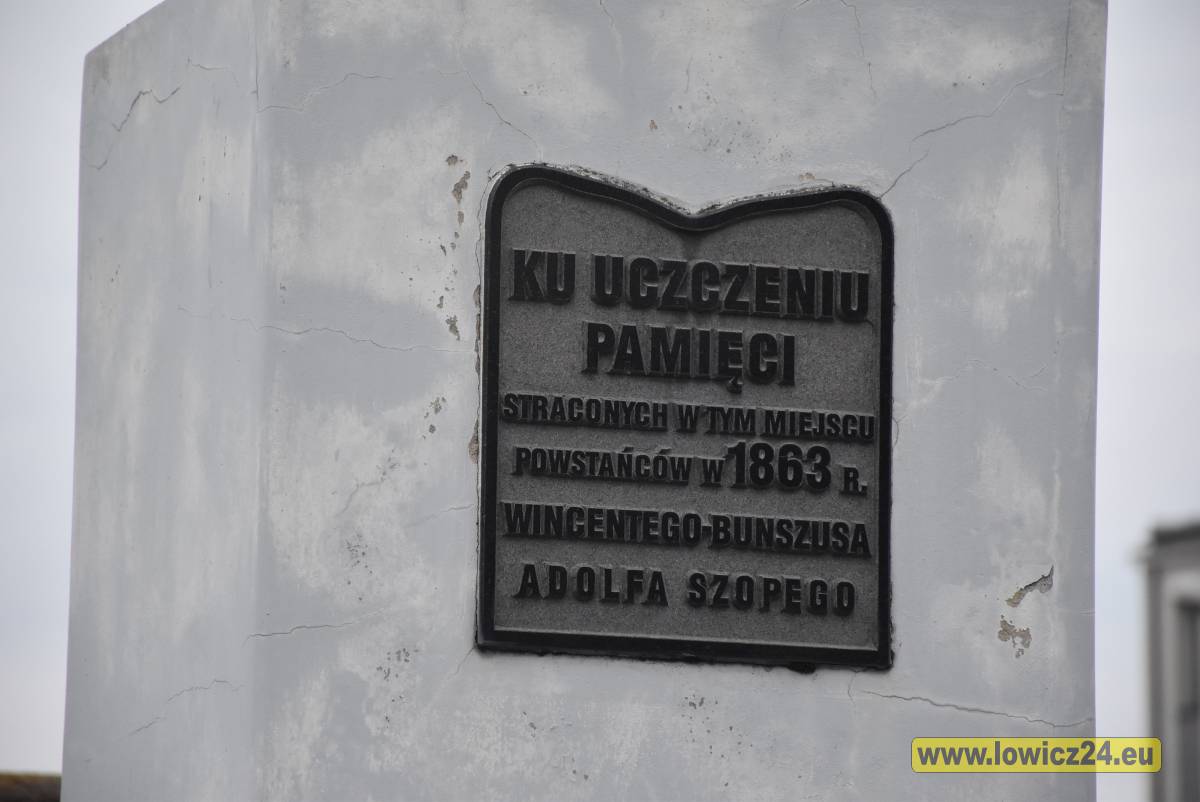 KU UCZCZENIU
PAMIĘCI
STRACONYCH W TYM MIEJSCU
POWSTAŃCÓW W 1863 R.
WINCENTEGO-BUNSZUSA
ADOLFA SZOPEGO
www.lowicz24.eu